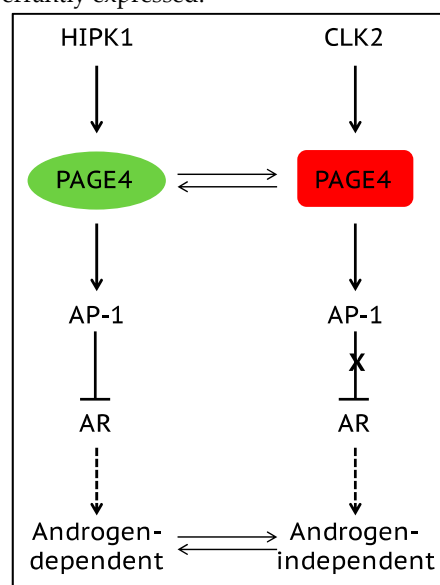 HIPK1 CLK2
PAGE4 PAGE4
AP-1 AP-1
X
AR AR
Androgen- Androgen-
dependent independent